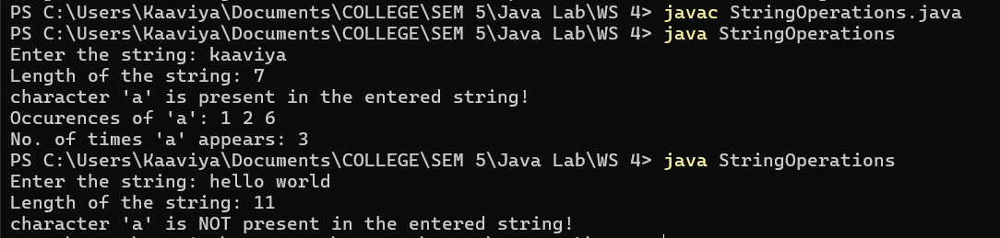 PS C:\Users\Kaaviya\Documents\COLLEGE\SEM 5\Java Lab\WS 4> javac StringOperations.java
PS C:\Users\Kaaviya\Documents\COLLEGE\SEM 5\Java Lab\WS 4> java StringOperations
Enter the string: kaaviya
Length of the string: 7
character 'a' is present in the entered string!
Occurences of 'a': 1 2 6
No. of times 'a' appears: 3
PS C:\Users\Kaaviya\Documents\COLLEGE\SEM 5\Java Lab\WS 4> java StringOperations
Enter the string: hello world
Length of the string: 11
character 'a' is NOT present in the entered string!